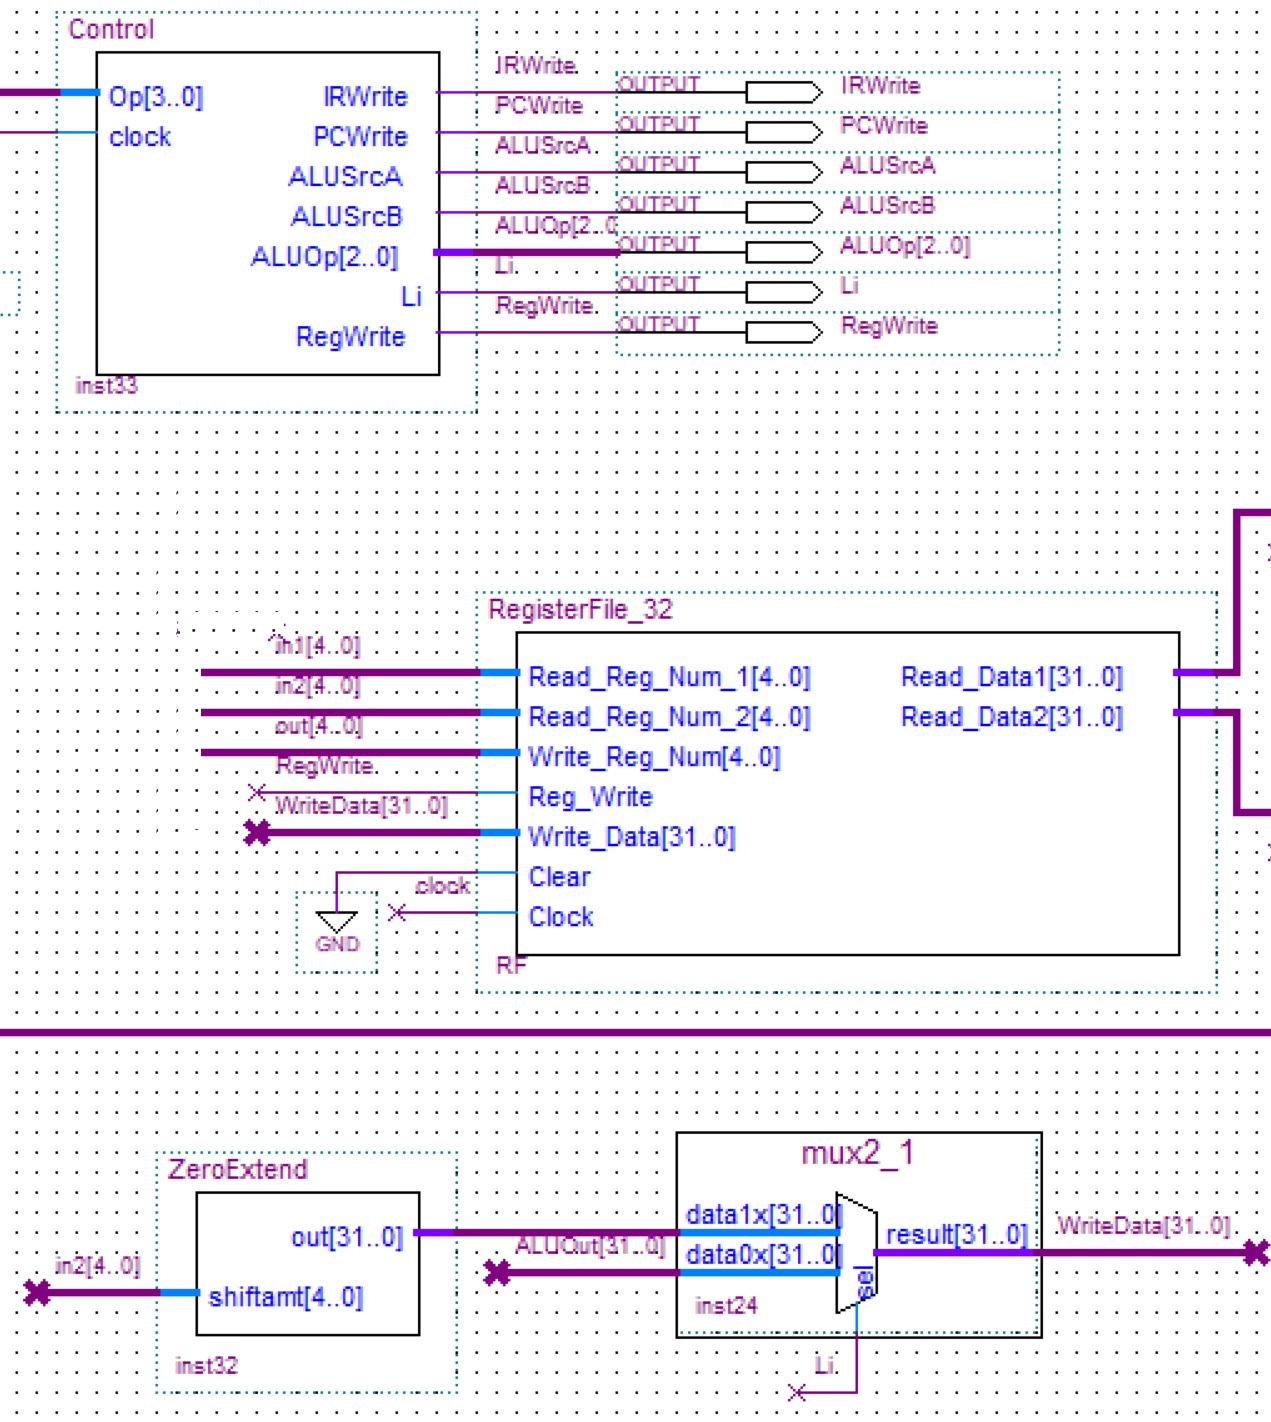 Control
Op[3..0]
clock
IRWrite
PCWrite
ALUSrcA
ALUSrcB
ALUOp[2..0]
Li
RegWrite
inst33
IRWrite
PCWrite
ALUSrcA
ALUSrcB
ALUOp[2..0
Li
RegWrite
OUTPUT
OUTPUT
OUTPUT
OUTPUT
OUTPUT
OUTPUT
OUTPUT
IRWrite
PCWrite
ALUSrcA
ALUSrcB
ALUOp[2..0]
Li
RegWrite
RegisterFile_32
in1[4..0]
in2[4..0]
out[4..0]
RegWrite
WriteData[31..0]
clock
GND
Read_Reg_Num_1[4..0]
Read_Reg_Num_2[4..0]
Write_Reg_Num[4..0]
Reg_Write
Write_Data[31..0]
Clear
Clock
Read_Data1[31..0]
Read_Data2[31..0]
RF
ZeroExtend
in2[4..0]
out[31..0]
shiftamt[4..0]
inst32
mux2_1
ALUOut[31..0]
data1x[31..0]
data0x[31..0]
sel
result[31..0]
inst24
Li
WriteData[31..0]